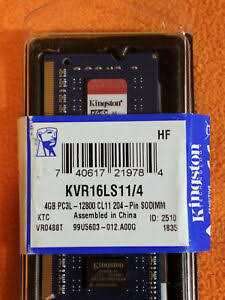 Kingston
Kingston
HF
7 40617 21978 4
KVR16LS11/4
4GB PC3L-12800 CL11 204-Pin SODIMM
KTC Assembled in China ID: 2510
VR0488T 99U5603-012.A00G 1835
Kingston